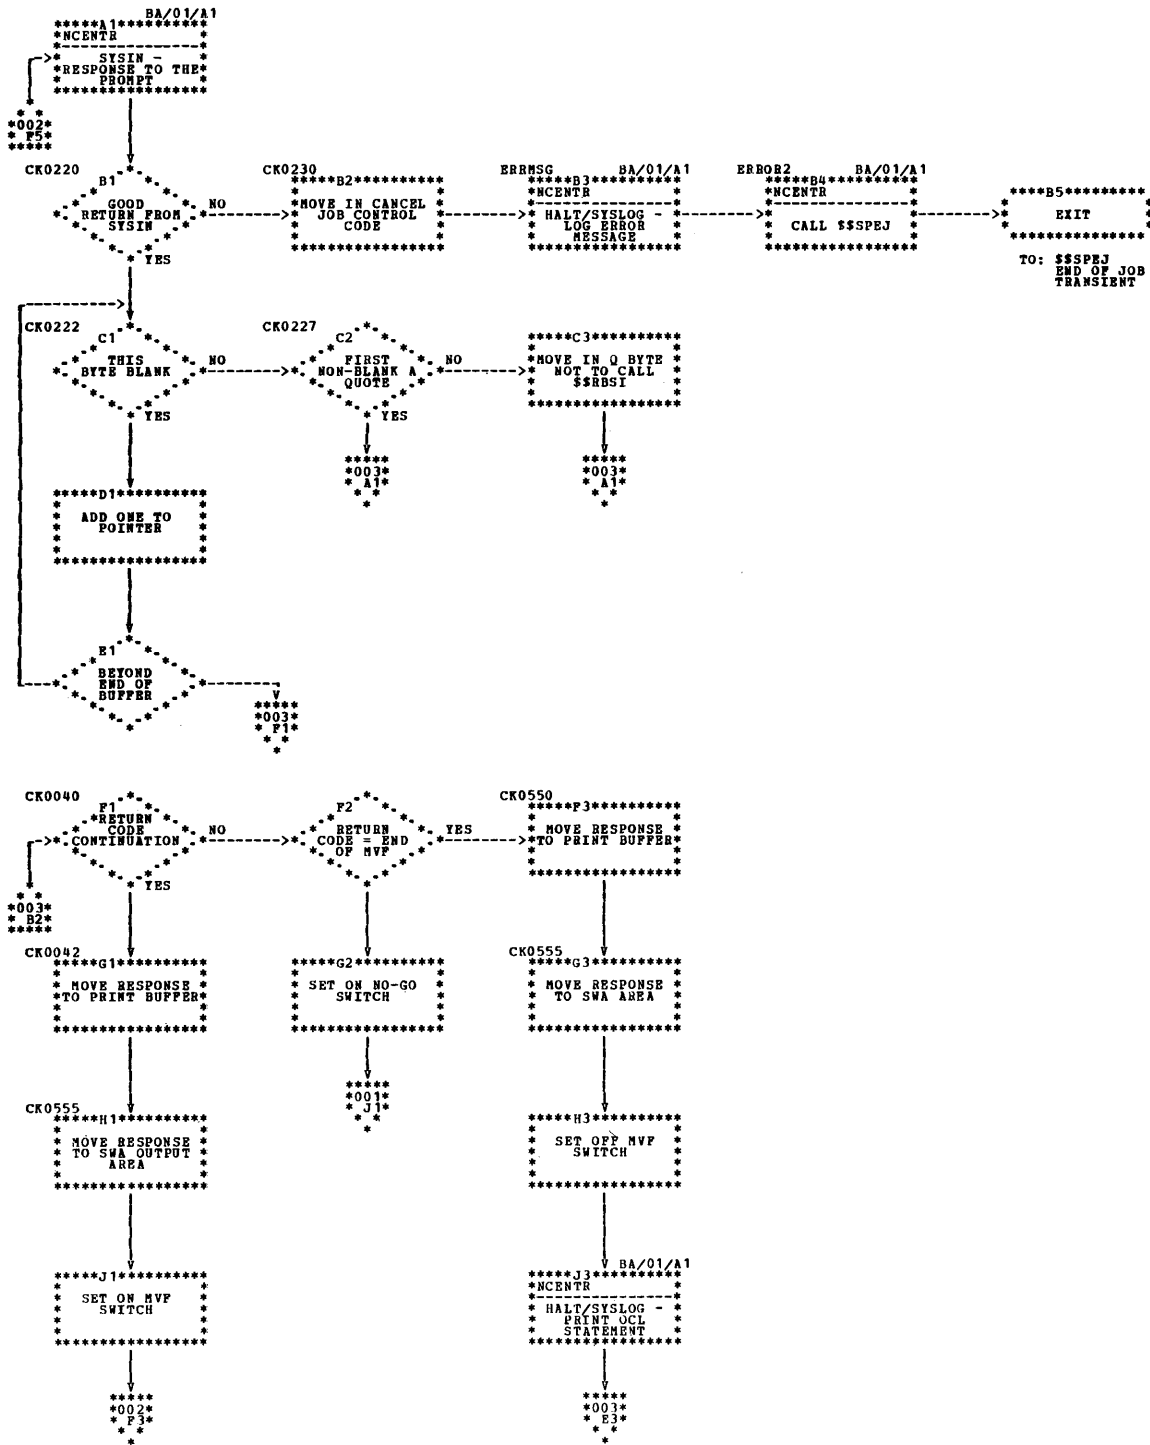 BA/01/A1
A1
NCENTR
SYSIN -
RESPONSE TO THE
PROMPT
002
F5
CK0220
B1
GOOD
RETURN FROM
SYSIN
NO
YES
CK0230
B2
MOVE IN CANCEL
JOB CONTROL
CODE
ERRMSG
BA/01/A1
B3
NCENTR
HALT/SYSLOG -
LOG ERROR
MESSAGE
ERROR2
BA/01/A1
B4
NCENTR
CALL $$SPEJ
B5
EXIT
TO: $$SPEJ
END OF JOB
TRANSIENT
CK0222
C1
THIS
BYTE BLANK
NO
YES
CK0227
C2
FIRST
NON-BLANK A
QUOTE
NO
YES
C3
MOVE IN Q BYTE
NOT TO CALL
$$RBSI
003
A1
003
A1
D1
ADD ONE TO
POINTER
E1
BEYOND
END OF
BUFFER
003
F1
CK0040
F1
RETURN
CODE
CONTINUATION
NO
YES
F2
RETURN
CODE = END
OF MVF
YES
CK0550
F3
MOVE RESPONSE
TO PRINT BUFFER
003
B2
CK0042
G1
MOVE RESPONSE
TO PRINT BUFFER
G2
SET ON NO-GO
SWITCH
CK0555
G3
MOVE RESPONSE
TO SWA AREA
001
J1
CK0555
H1
MOVE RESPONSE
TO SWA OUTPUT
AREA
H3
SET OFF MVF
SWITCH
J1
SET ON MVF
SWITCH
BA/01/A1
J3
NCENTR
HALT/SYSLOG -
PRINT OCL
STATEMENT
002
F3
003
E3